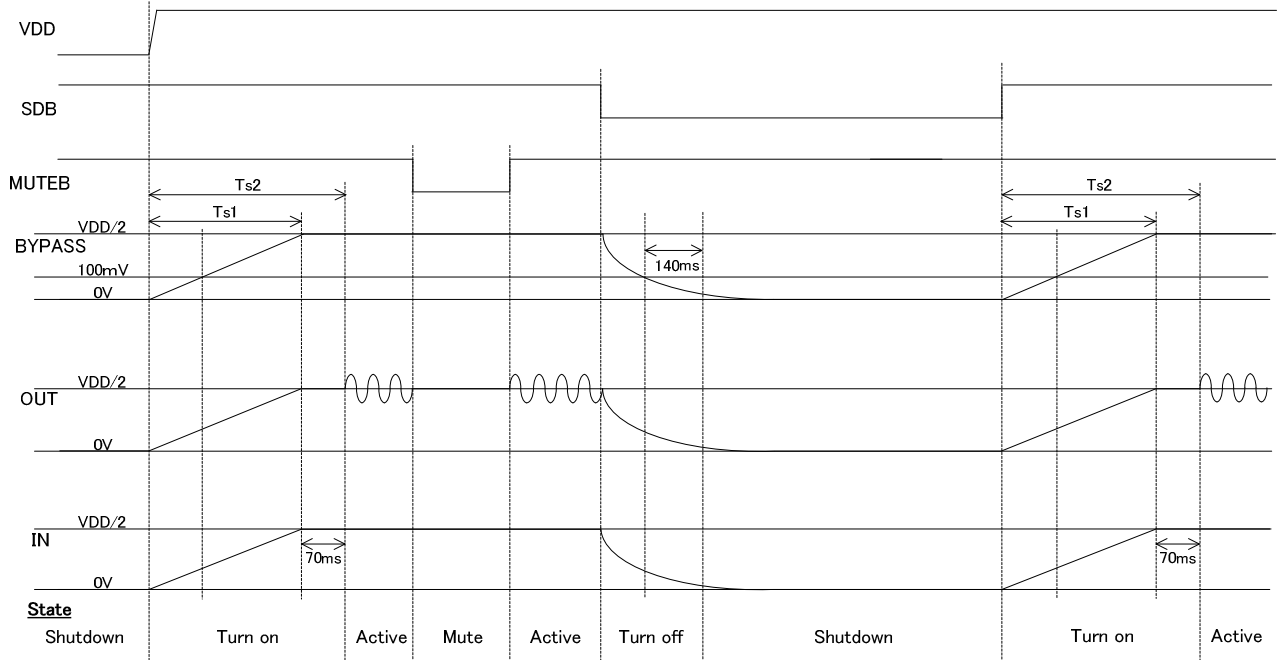 VDD
SDB
MUTEB
Ts2
Ts2
Ts1
Ts1
VDD/2
BYPASS
140ms
100mV
0V
VDD/2
OUT
0V
VDD/2
IN
70ms
70ms
0V
State
Shutdown Turn on Active Mute Active Turn off Shutdown Turn on Active